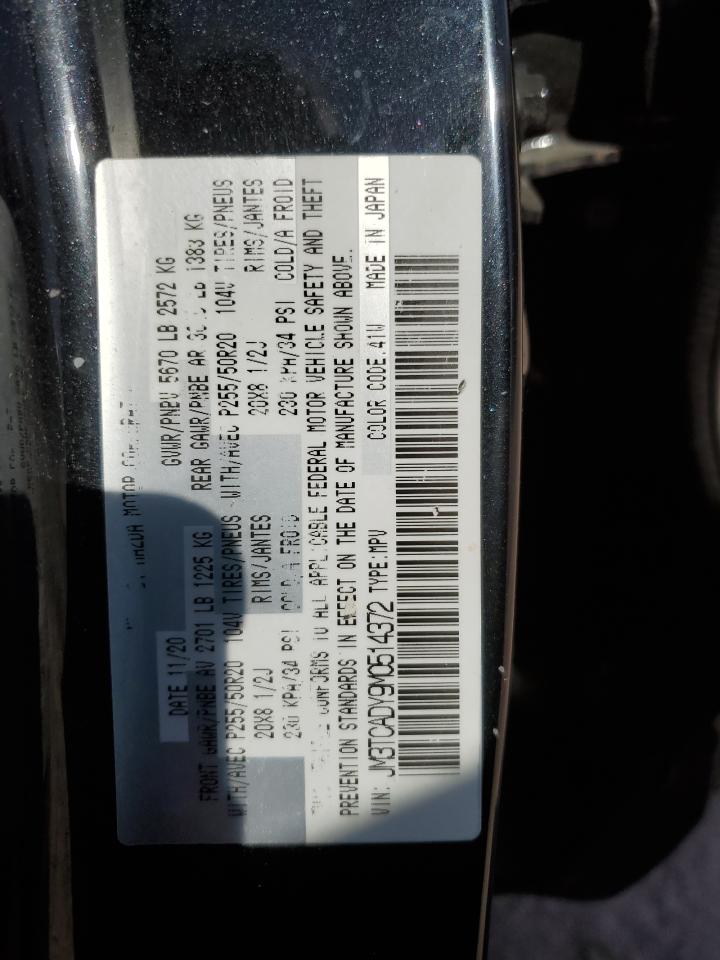 MAZDA MOTOR
DATE 11/20 GVWR/PNBV 5670 LB 2572 KG
FRONT GAWR/PNBE AV 2701 LB 1225 KG REAR GAWR/PNBE AR LB 1383 KG
WITH/AVEC P255/50R20 104V TIRES/PNEUS WITH/AVEC P255/50R20 104V TIRES/PNEUS
20X8 1/2J RIMS/JANTES 20X8 1/2J RIMS/JANTES
230 KPA/34 PSI COLD/A FROID 230 KPA/34 PSI COLD/A FROID
CONFORMS TO ALL APPLICABLE FEDERAL MOTOR VEHICLE SAFETY AND THEFT
PREVENTION STANDARDS IN EFFECT ON THE DATE OF MANUFACTURE SHOWN ABOVE.
VIN: JM3TCADY9M0514372 TYPE:MPV COLOR CODE.41W MADE IN JAPAN